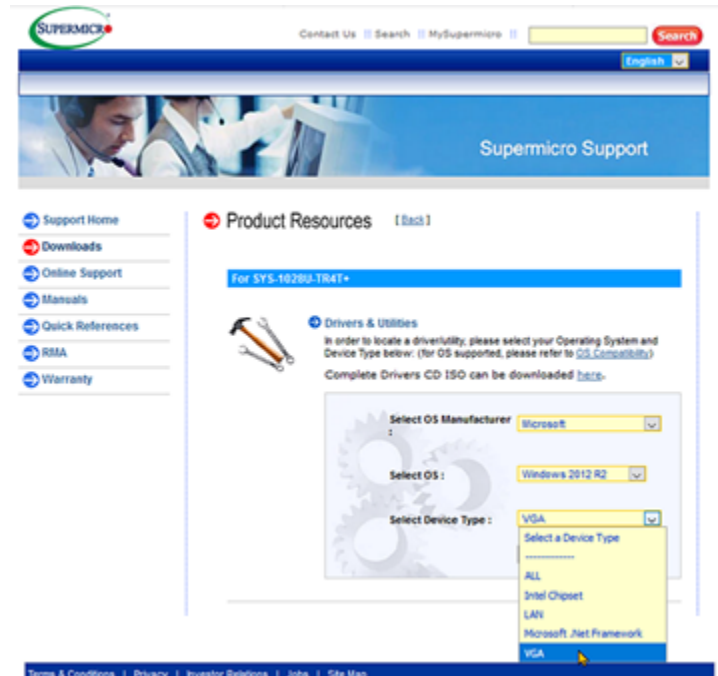 SUPERMICR
Contact Us || Search || MySupermicro ||
Search
English
Supermicro Support
Support Home
Downloads
Online Support
Manuals
Quick References
RMA
Warranty
Product Resources [Back]
For SYS-1028U-TR4T+
Drivers & Utilities
In order to locate a driver/utility, please select your Operating System and
Device Type below: (for OS supported, please refer to OS Compatibility)
Complete Drivers CD ISO can be downloaded here.
Select OS Manufacturer
:
Microsoft
Select OS :
Windows 2012 R2
Select Device Type :
VGA
Select a Device Type
-------------
ALL
Intel Chipset
LAN
Microsoft .Net Framework
VGA
Terms & Conditions | Privacy | Investor Relations | Jobs | Site Map